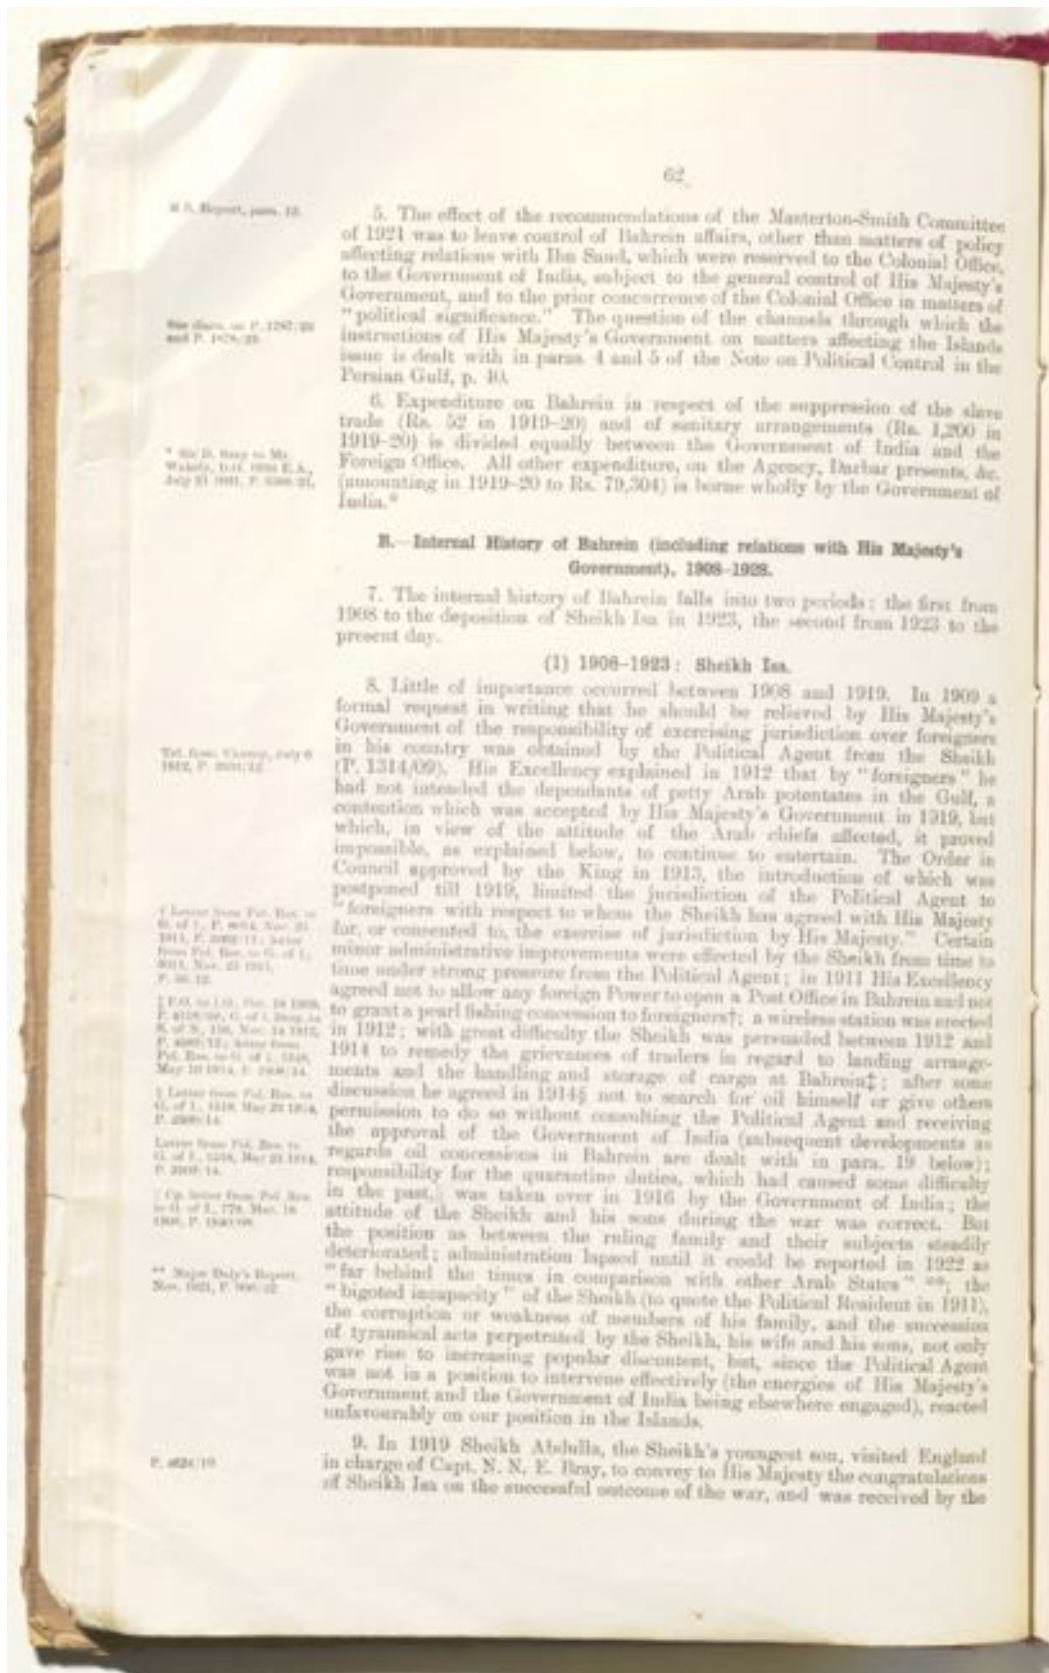 62
Report, para. 12.
5. The effect of the recommendations of the Masterton-Smith Committee
of 1921 was to leave control of Bahrein affairs, other than matters of policy
affecting relations with Ibn Saud, which were reserved to the Colonial Office,
to the Government of India, subject to the general control of His Majesty's
Government, and to the prior concurrence of the Colonial Office in matters of
"political significance." The question of the channels through which the
instructions of His Majesty's Government on matters affecting the Islands
issue is dealt with in paras. 4 and 5 of the Note on Political Control in the
Persian Gulf, p. 40.
6. Expenditure on Bahrein in respect of the suppression of the slave
trade (Rs. 52 in 1919-20) and of sanitary arrangements (Rs. 1,200 in
1919-20) is divided equally between the Government of India and the
Foreign Office. All other expenditure, on the Agency, Darbar presents, &c.
(amounting in 1919-20 to Rs. 79,304) is borne wholly by the Government of
India.*
B.—Internal History of Bahrein (including relations with His Majesty's
Government), 1908-1928.
7. The internal history of Bahrein falls into two periods: the first from
1908 to the deposition of Sheikh Isa in 1923, the second from 1923 to the
present day.
(1) 1908-1923: Sheikh Isa.
8. Little of importance occurred between 1908 and 1919. In 1909 a
formal request in writing that he should be relieved by His Majesty's
Government of the responsibility of exercising jurisdiction over foreigners
in his country was obtained by the Political Agent from the Sheikh
(P. 1314/09). His Excellency explained in 1912 that by "foreigners" he
had not intended the dependants of petty Arab potentates in the Gulf, a
contention which was accepted by His Majesty's Government in 1919, but
which, in view of the attitude of the Arab chiefs affected, it proved
impossible, as explained below, to continue to entertain. The Order in
Council approved by the King in 1913, the introduction of which was
postponed till 1919, limited the jurisdiction of the Political Agent to
"foreigners with respect to whom the Sheikh has agreed with His Majesty
for, or consented to, the exercise of jurisdiction by His Majesty." Certain
minor administrative improvements were effected by the Sheikh from time to
time under strong pressure from the Political Agent; in 1911 His Excellency
agreed not to allow any foreign Power to open a Post Office in Bahrein and not
to grant a pearl fishing concession to foreigners†; a wireless station was erected
in 1912; with great difficulty the Sheikh was persuaded between 1912 and
1914 to remedy the grievances of traders in regard to landing arrange-
ments and the handling and storage of cargo at Bahrein‡; after some
discussion he agreed in 1914§ not to search for oil himself or give others
permission to do so without consulting the Political Agent and receiving
the approval of the Government of India (subsequent developments as
regards oil concessions in Bahrein are dealt with in para. 19 below);
responsibility for the quarantine duties, which had caused some difficulty
in the past, was taken over in 1916 by the Government of India; the
attitude of the Sheikh and his sons during the war was correct. But
the position as between the ruling family and their subjects steadily
deteriorated; administration lapsed until it could be reported in 1922 as
"far behind the times in comparison with other Arab States" **; the
"bigoted incapacity" of the Sheikh (to quote the Political Resident in 1911),
the corruption or weakness of members of his family, and the succession
of tyrannical acts perpetrated by the Sheikh, his wife and his sons, not only
gave rise to increasing popular discontent, but, since the Political Agent
was not in a position to intervene effectively (the energies of His Majesty's
Government and the Government of India being elsewhere engaged), reacted
unfavourably on our position in the Islands.
** Major Daly's Report,
9. In 1919 Sheikh Abdulla, the Sheikh's youngest son, visited England
in charge of Capt. N. N. E. Bray, to convey to His Majesty the congratulations
of Sheikh Isa on the successful outcome of the war, and was received by the